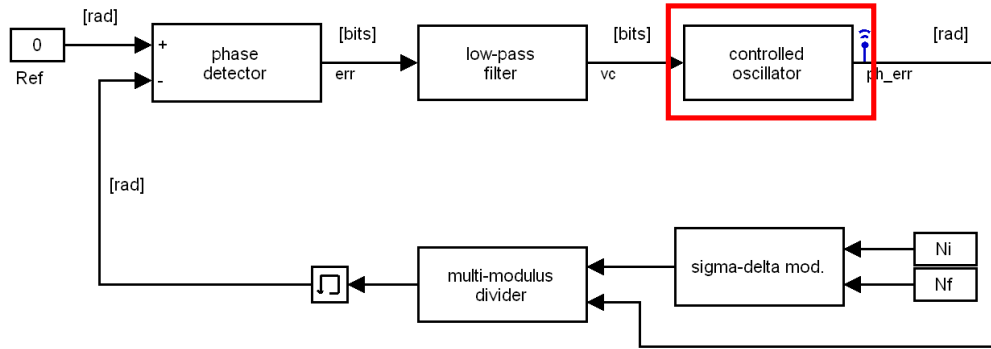 [rad]
0
Ref
+
-
phase
detector
[bits]
err
low-pass
filter
[bits]
vc
controlled
oscillator
[rad]
ph_err
[rad]
multi-modulus
divider
sigma-delta mod.
Ni
Nf